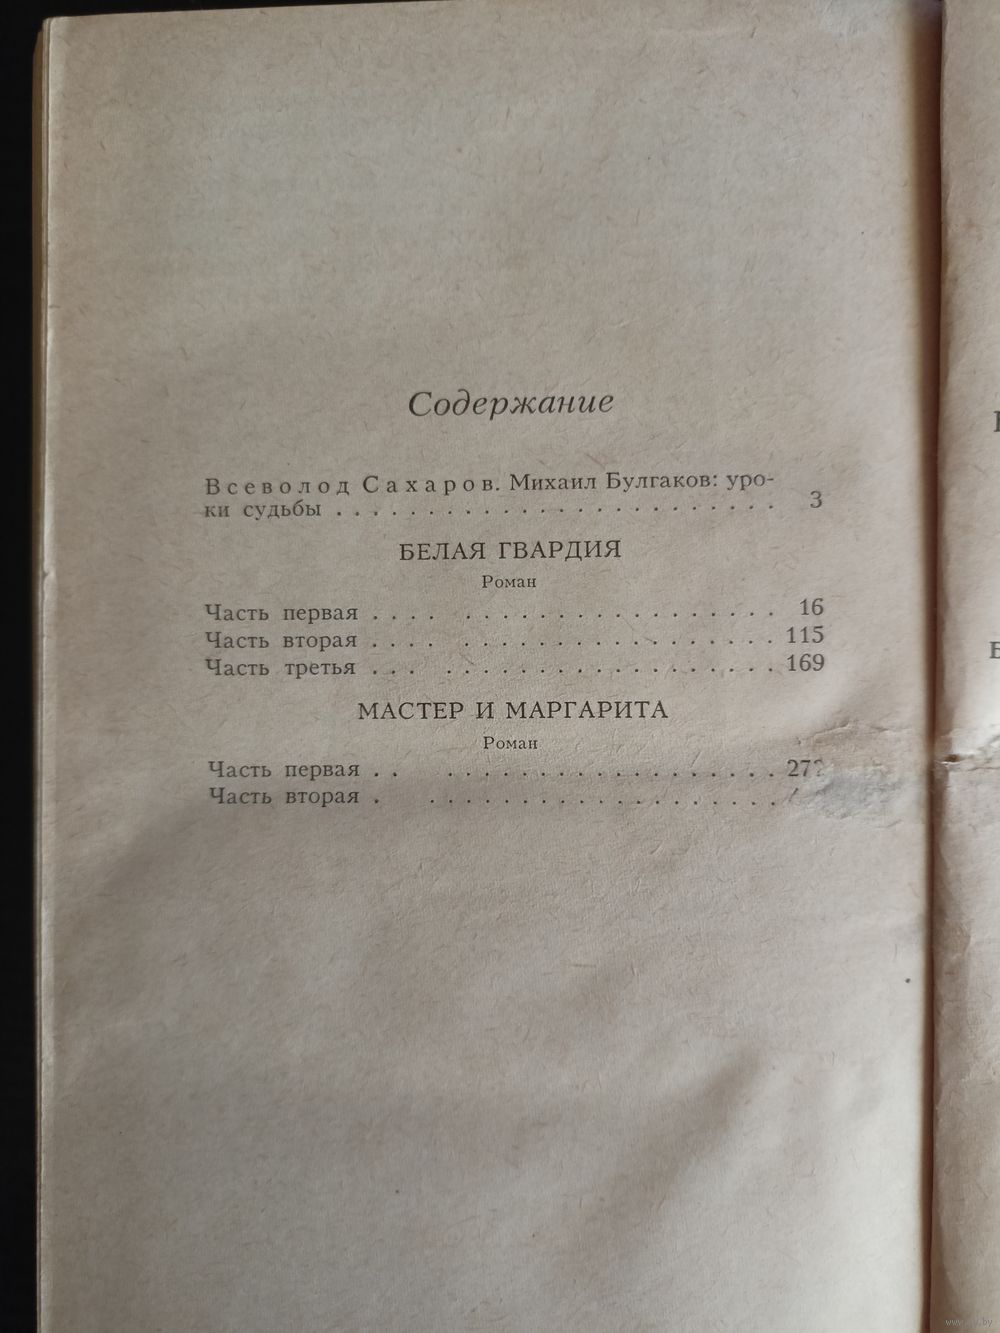 Содержание
Всеволод Сахаров. Михаил Булгаков: уро-
ки судьбы . . . . . . . . . . . . . . . . . . . . . . . . 3
БЕЛАЯ ГВАРДИЯ
Роман
Часть первая . . . . . . . . . . . . . . . . . . . . . 16
Часть вторая . . . . . . . . . . . . . . . . . . . . . 115
Часть третья . . . . . . . . . . . . . . . . . . . . . 169
МАСТЕР И МАРГАРИТА
Роман
Часть первая . . . . . . . . . . . . . . . . . . . .
Часть вторая . . . . . . . . . . . . . . . . . . . .